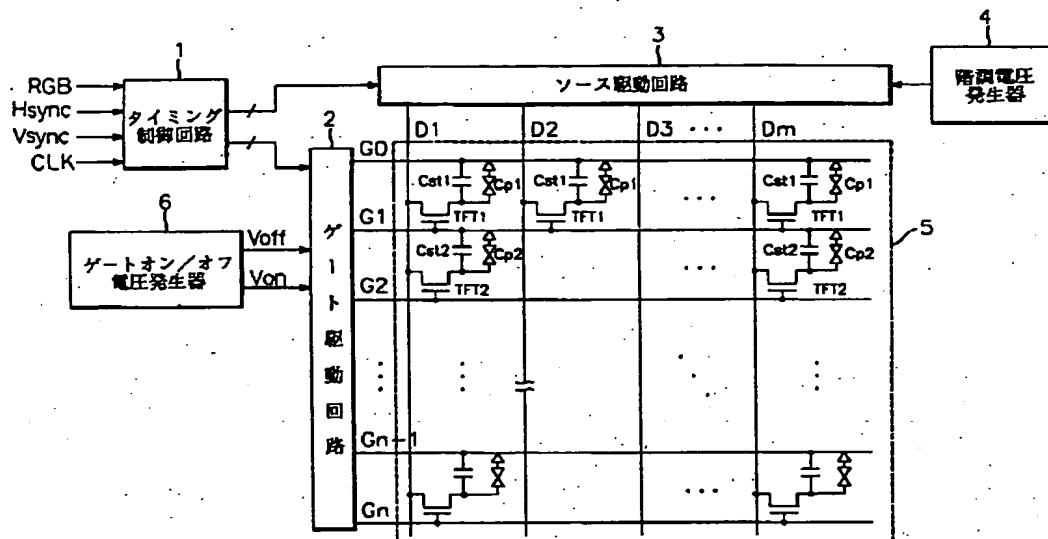 1
RGB
Hsync
Vsync
CLK
タイミング
制御回路
3
ソース駆動回路
4
階調電圧
発生器
D1 D2 D3 ··· Dm
2
ゲート駆動回路
6
ゲートオン/オフ
電圧発生器
Voff
Von
5
G0
Cst1 Cp1 Cst1 Cp1 Cst1 Cp1
TFT1 TFT1 TFT1
G1
Cst2 Cp2 Cst2 Cp2
TFT2 TFT2
G2
Gn-1
Gn